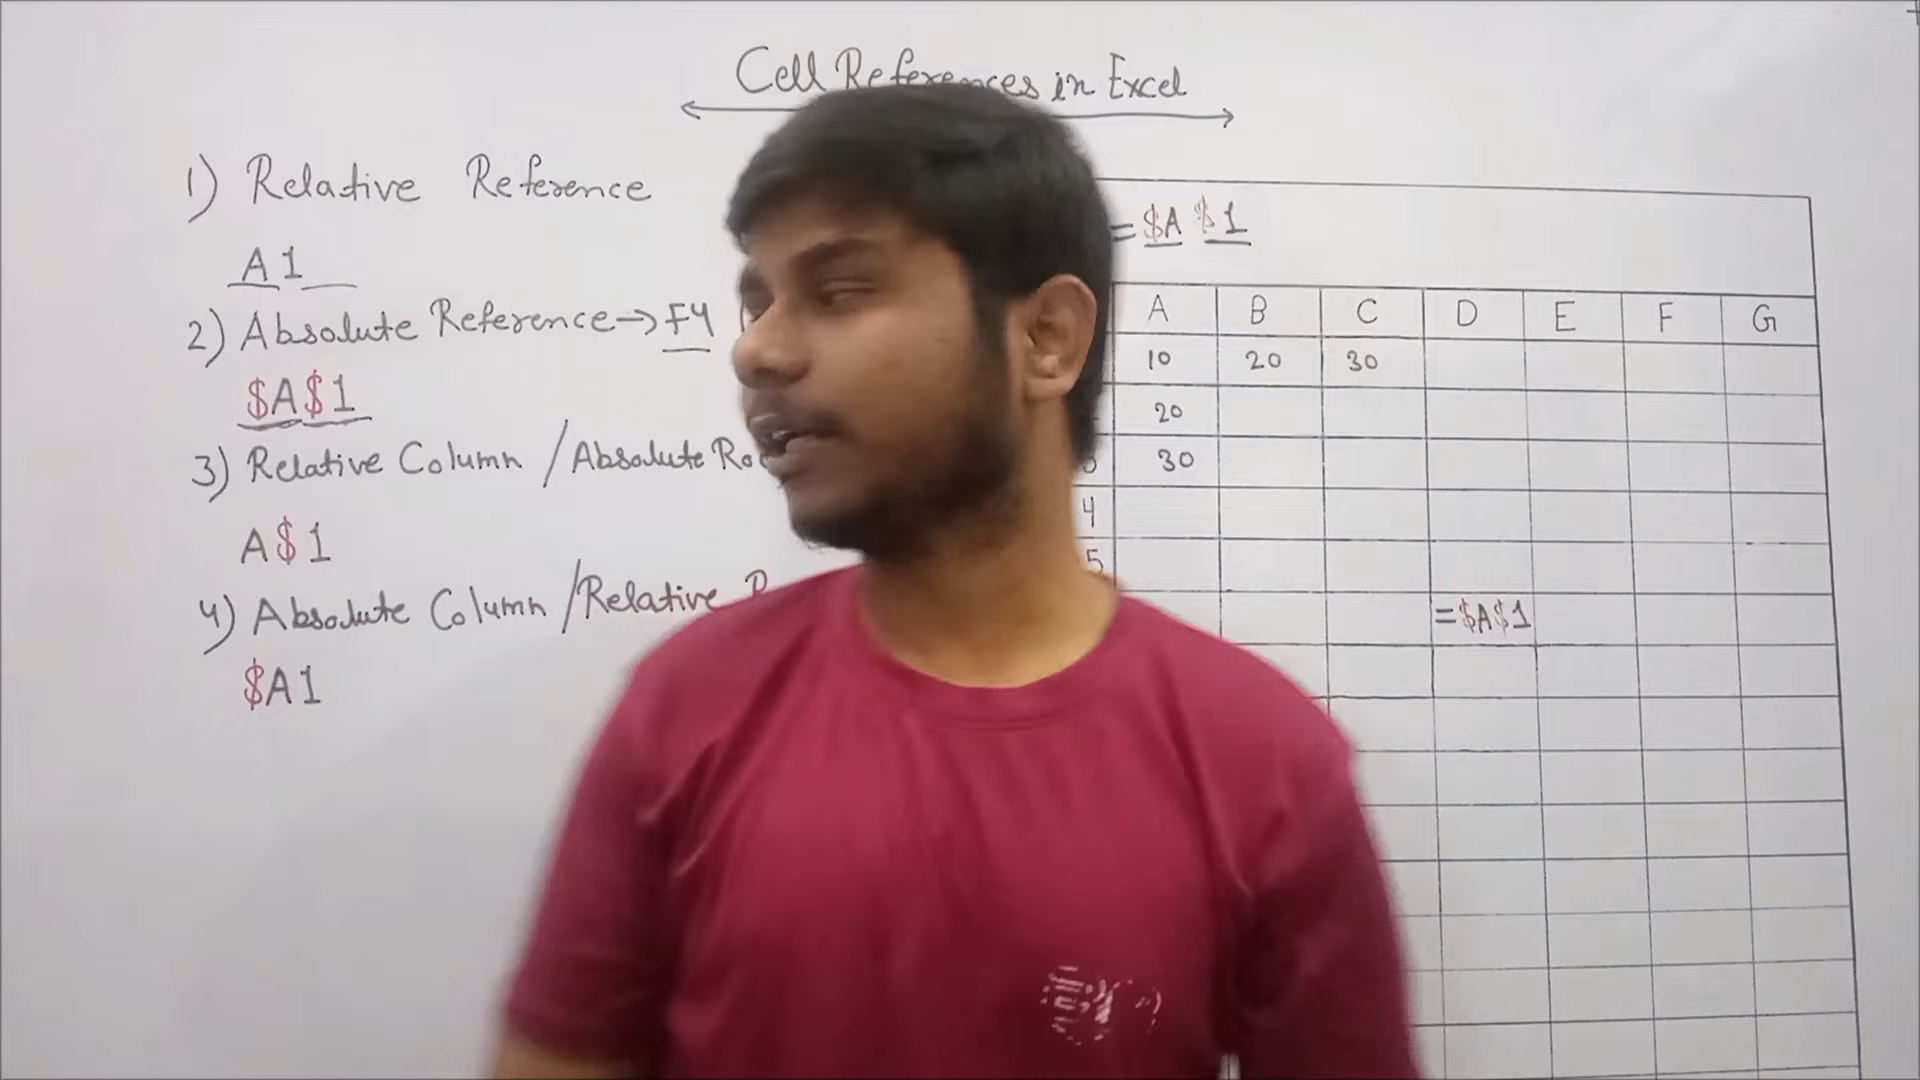 Cell References in Excel
1) Relative Reference
A1
2) Absolute Reference→F4
$A$1
3) Relative Column / Absolute
A$1
4) Absolute Column / Relative
$A1
=$A$1
A B C D E F G
10 20 30
20
30
4
5
=$A$1